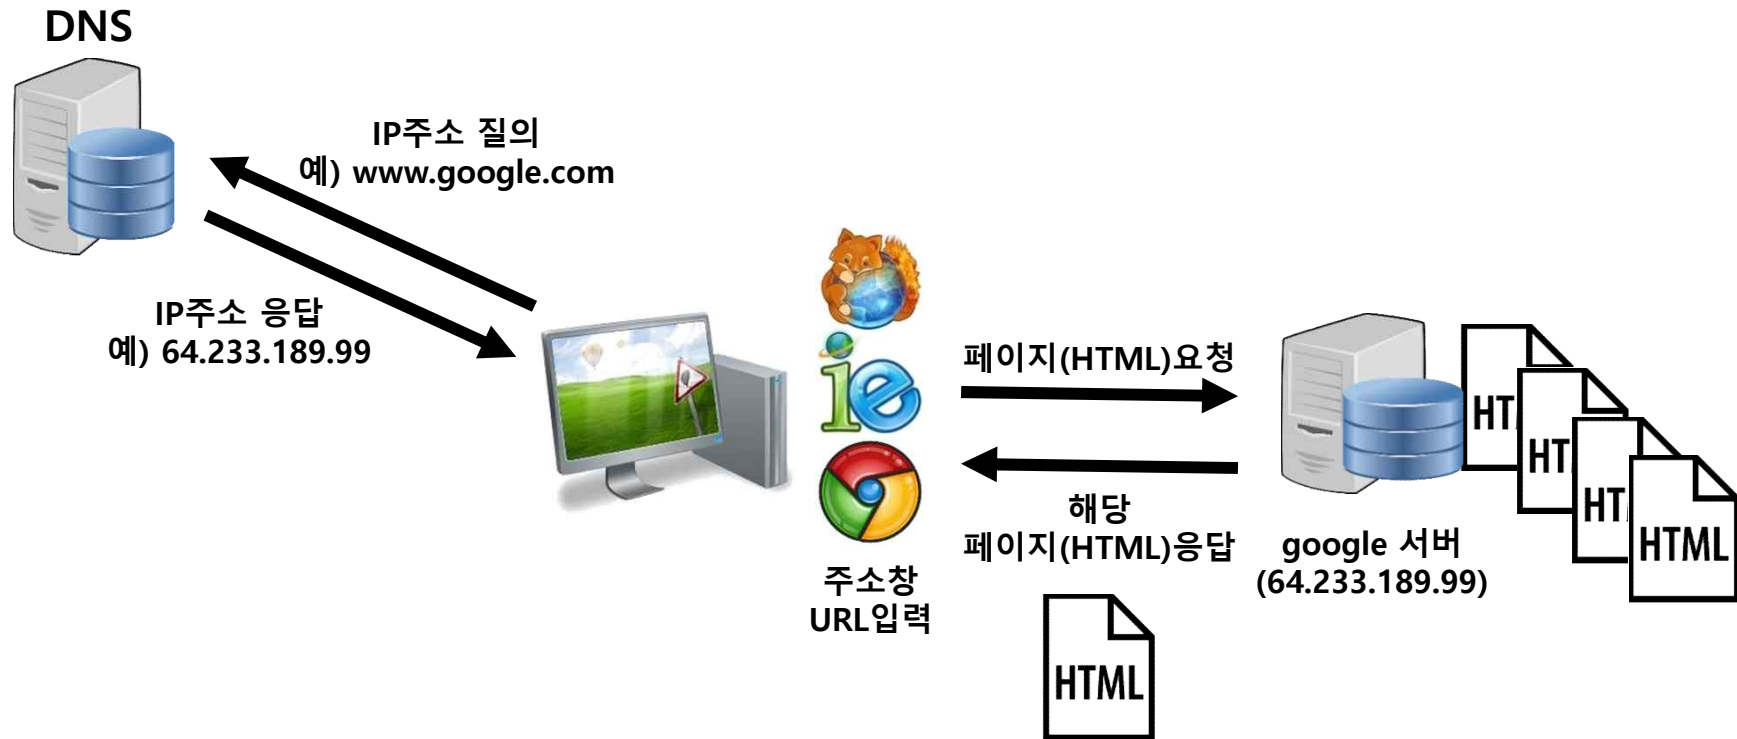 DNS
IP주소 질의
예) www.google.com
IP주소 응답
예) 64.233.189.99
페이지(HTML)요청
해당
페이지(HTML)응답
HTML
주소창
URL입력
google 서버
(64.233.189.99)
HT
HT
HT
HTML